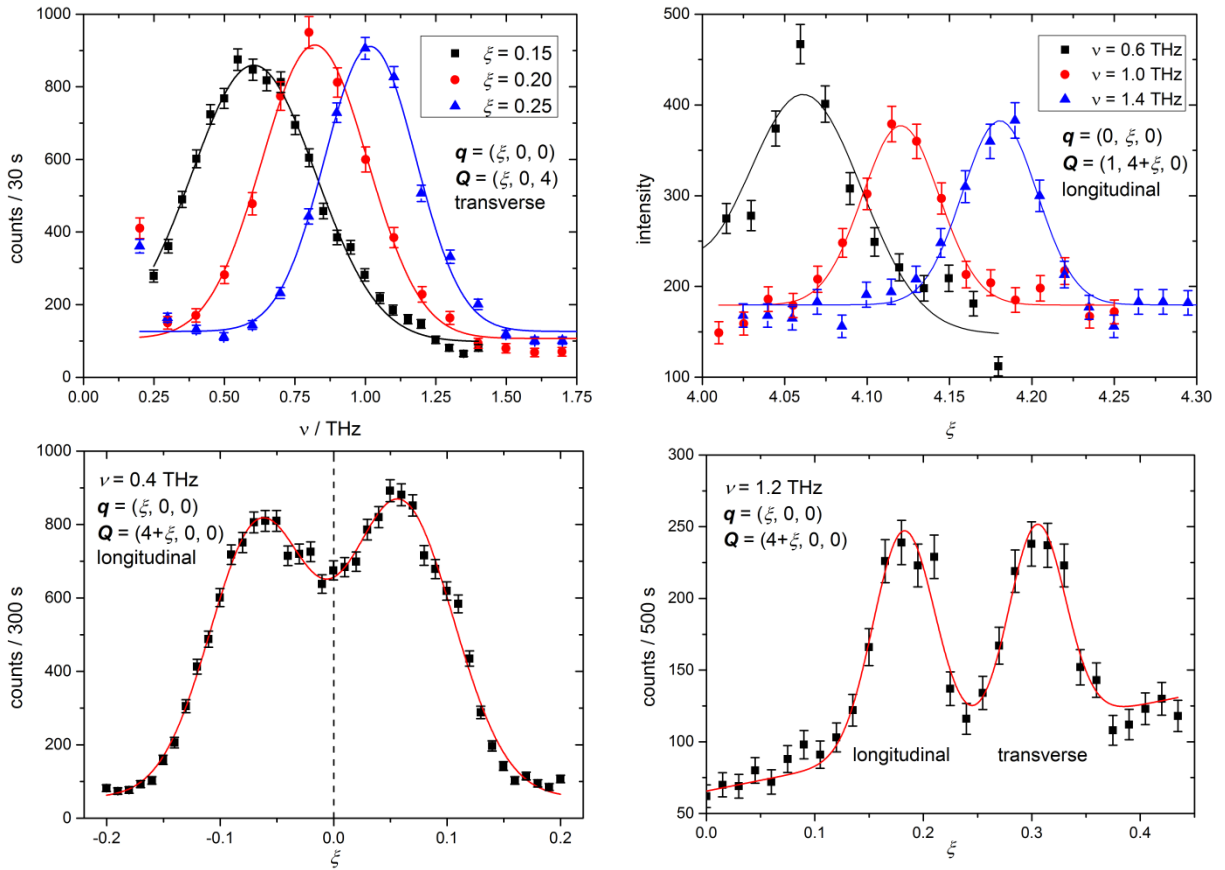 1000
800
600
400
200
0
counts / 30 s
ξ = 0.15
ξ = 0.20
ξ = 0.25
q = (ξ, 0, 0)
Q = (ξ, 0, 4)
transverse
0.00 0.25 0.50 0.75 1.00 1.25 1.50 1.75
ν / THz
500
400
300
200
100
intensity
ν = 0.6 THz
ν = 1.0 THz
ν = 1.4 THz
q = (0, ξ, 0)
Q = (1, 4+ξ, 0)
longitudinal
4.00 4.05 4.10 4.15 4.20 4.25 4.30
ξ
1000
800
600
400
200
0
counts / 300 s
ν = 0.4 THz
q = (ξ, 0, 0)
Q = (4+ξ, 0, 0)
longitudinal
-0.2 -0.1 0.0 0.1 0.2
ξ
300
250
200
150
100
50
counts / 500 s
ν = 1.2 THz
q = (ξ, 0, 0)
Q = (4+ξ, 0, 0)
longitudinal transverse
0.0 0.1 0.2 0.3 0.4
ξ